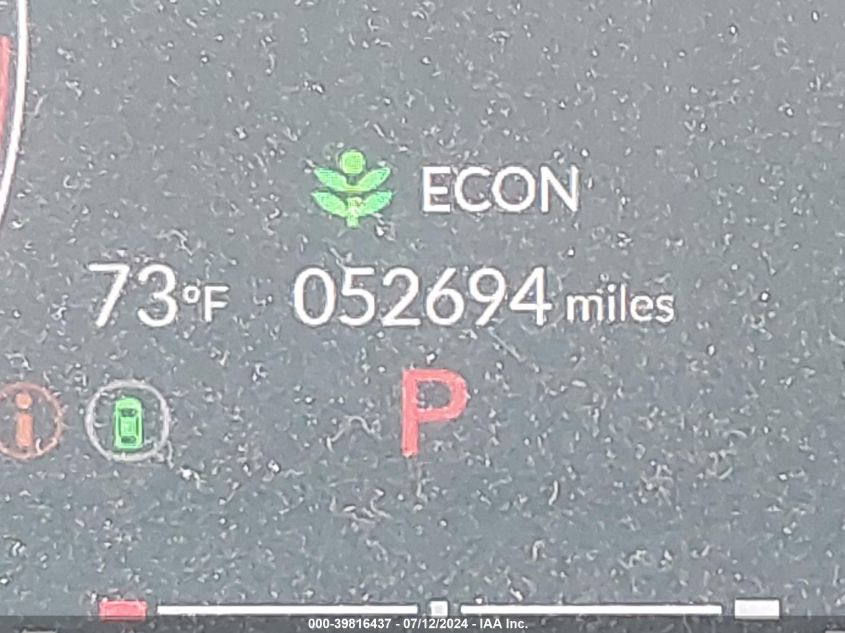 ECON
73°F 052694 miles
P
000-39816437 - 07/12/2024 - IAA Inc.